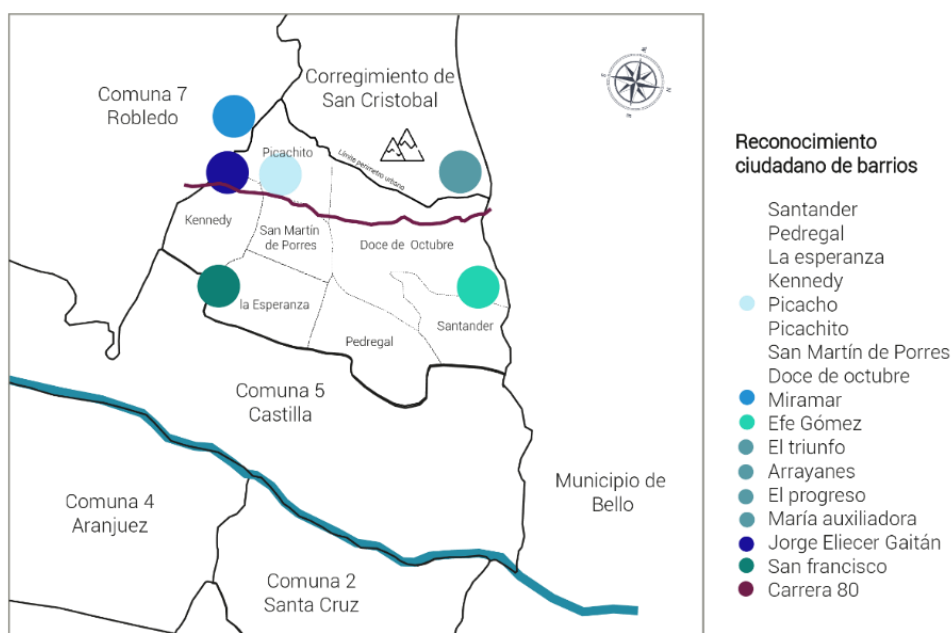 Comuna 7
Robledo
Corregimiento de
San Cristobal
Picachito
Límite perímetro urbano
Kennedy
San Martín
de Porres
Doce de Octubre
la Esperanza
Santander
Pedregal
Comuna 5
Castilla
Municipio de
Bello
Comuna 4
Aranjuez
Comuna 2
Santa Cruz
Reconocimiento
ciudadano de barrios
Santander
Pedregal
La esperanza
Kennedy
Picacho
Picachito
San Martín de Porres
Doce de octubre
Miramar
Efe Gómez
El triunfo
Arrayanes
El progreso
María auxiliadora
Jorge Eliecer Gaitán
San francisco
Carrera 80